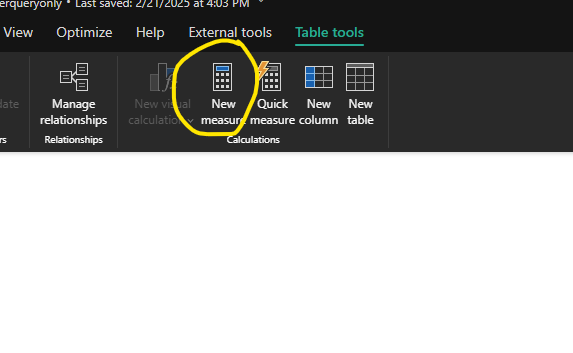 erqueryonly • Last saved: 2/21/2025 at 4:03 PM
View Optimize Help External tools Table tools
date Manage relationships New visual calculation New measure Quick measure New column New table
rs Relationships Calculations